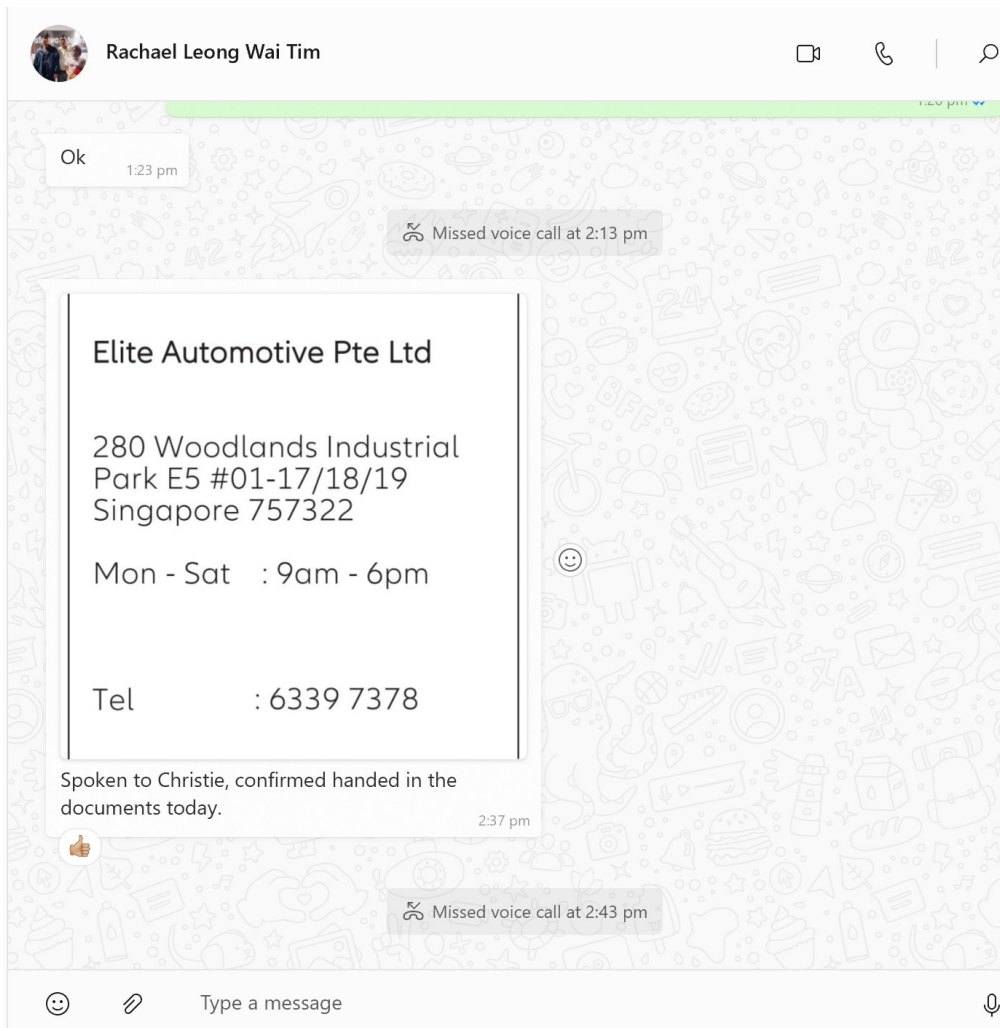 Rachael Leong Wai Tim
1:20 pm
Ok
1:23 pm
Missed voice call at 2:13 pm
Elite Automotive Pte Ltd
280 Woodlands Industrial
Park E5 #01-17/18/19
Singapore 757322
Mon - Sat : 9am - 6pm
Tel : 6339 7378
Spoken to Christie, confirmed handed in the
documents today.
2:37 pm
Missed voice call at 2:43 pm
Type a message